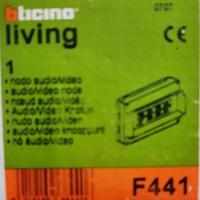 bticino
0707
living
CE
1
• nodo audio/video
• audio/video node
• nœud audio/vidéo
• Audio/Video Knoten
• nudo audio/vídeo
• audio/video knooppunt
• nó áudio/vídeo
F441